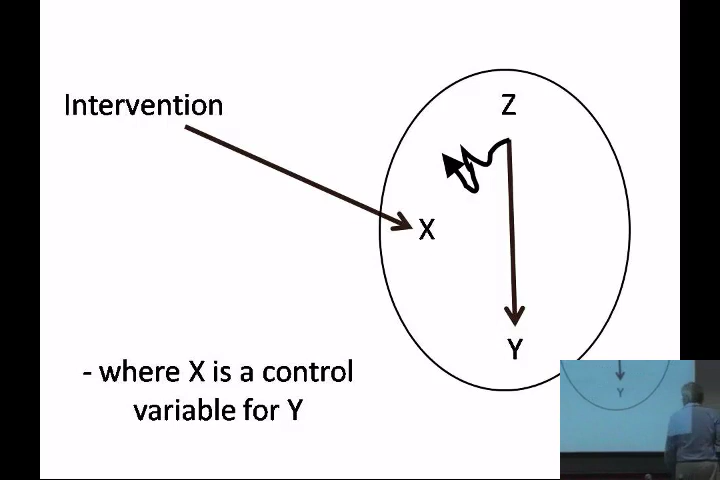 Intervention
Z
X
Y
- where X is a control
variable for Y
Y